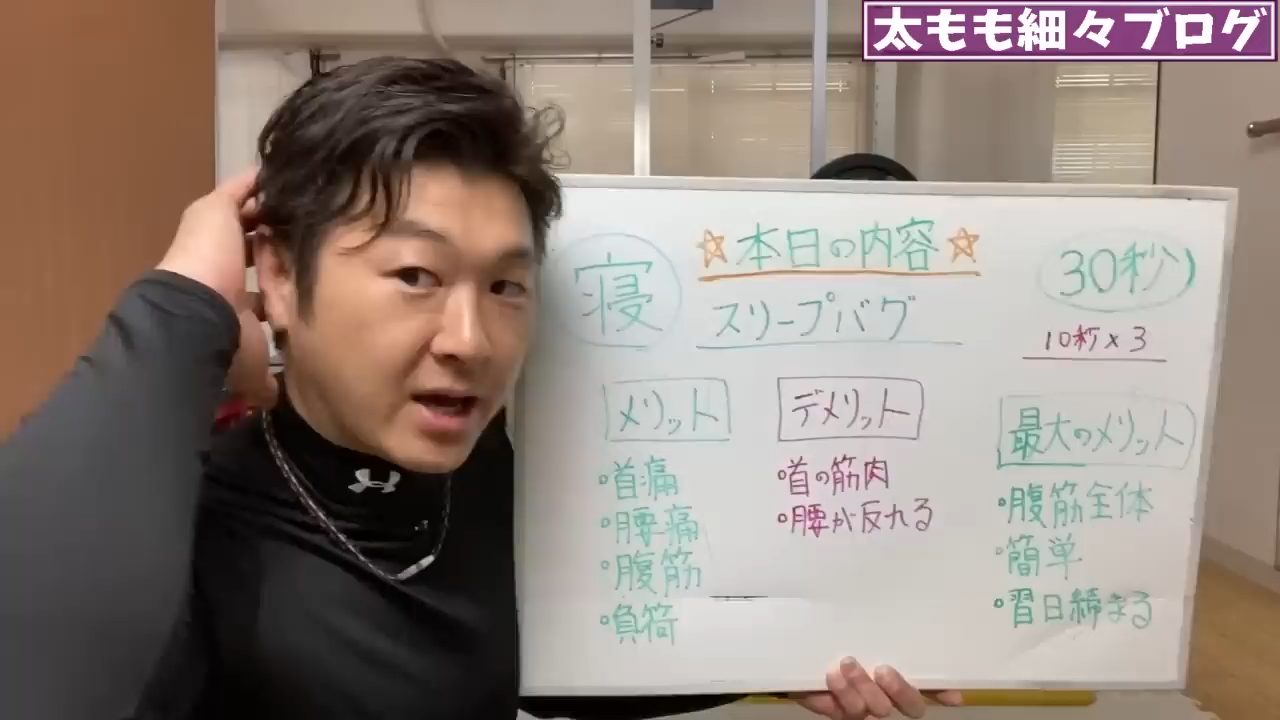 太もも細々ブログ
☆本日の内容☆
寝
スリープバグ
30秒
10秒×3
メリット
・首痛
・腰痛
・腹筋
・負荷
デメリット
・首の筋肉
・腰が反れる
最大のメリット
・腹筋全体
・簡単
・習日締まる